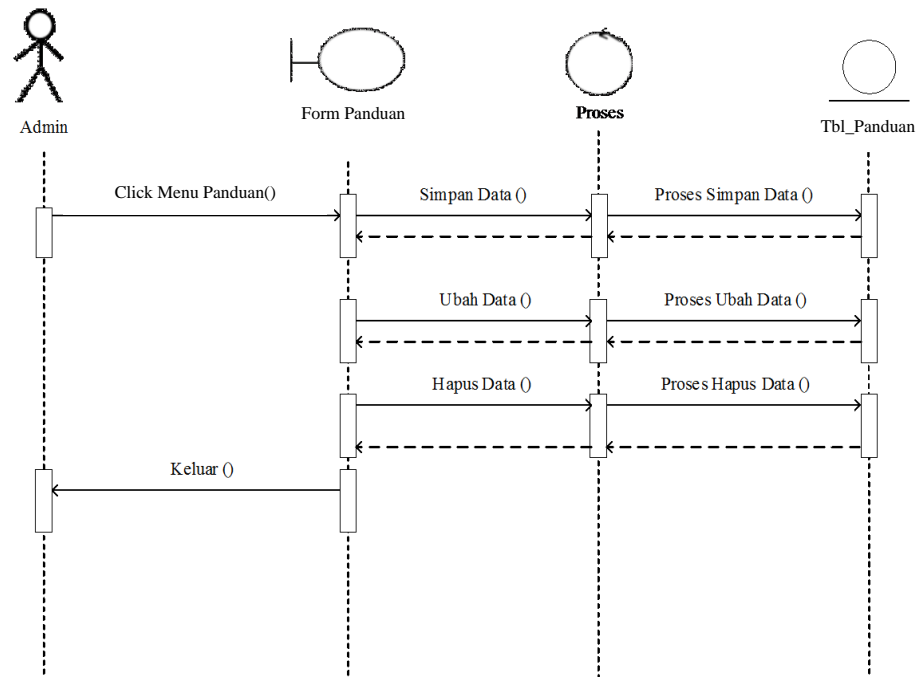 Admin
Form Panduan
Proses
Tbl_Panduan
Click Menu Panduan()
Simpan Data ()
Proses Simpan Data ()
Ubah Data ()
Proses Ubah Data ()
Hapus Data ()
Proses Hapus Data ()
Keluar ()